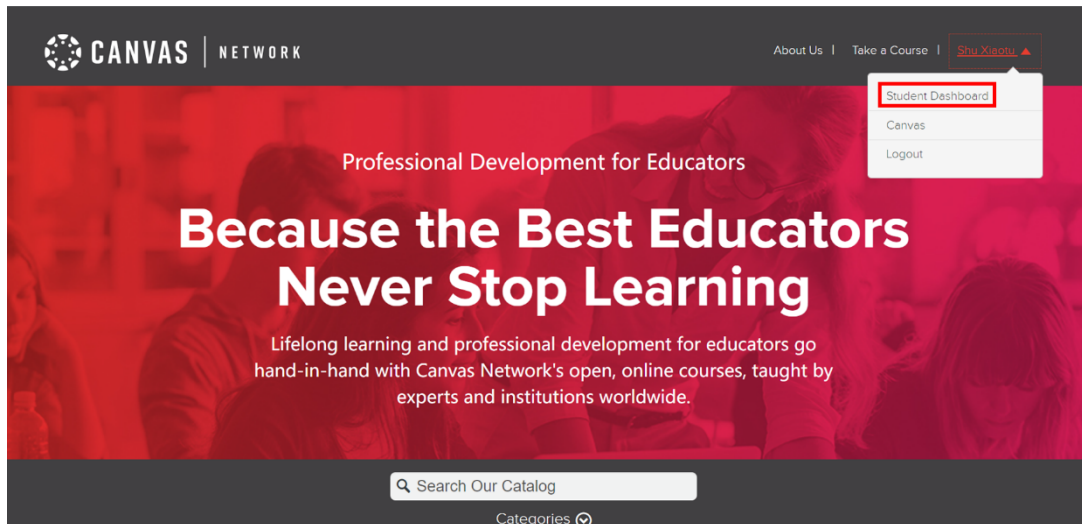 CANVAS | NETWORK
About Us | Take a Course | Shu Xiaotu
Student Dashboard
Canvas
Logout
Professional Development for Educators
Because the Best Educators
Never Stop Learning
Lifelong learning and professional development for educators go
hand-in-hand with Canvas Network's open, online courses, taught by
experts and institutions worldwide.
Search Our Catalog
Categories